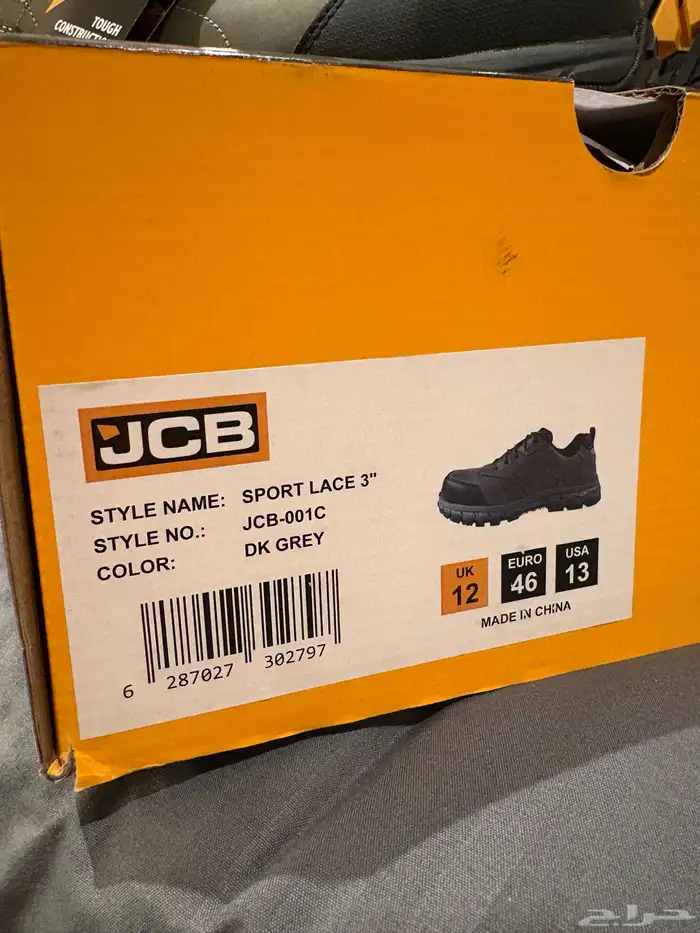 TOUGH
CONSTRUCTION
JCB
STYLE NAME: SPORT LACE 3"
STYLE NO.: JCB-001C
COLOR: DK GREY
UK 12
EURO 46
USA 13
MADE IN CHINA
6 287027 302797
حراج